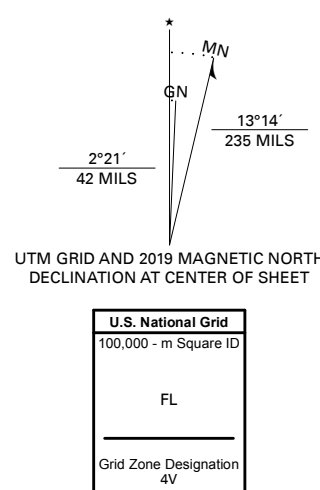 ★
MN
GN
13°14´
235 MILS
2°21´
42 MILS
UTM GRID AND 2019 MAGNETIC NORTH
DECLINATION AT CENTER OF SHEET
U.S. National Grid
100,000 - m Square ID
FL
Grid Zone Designation
4V